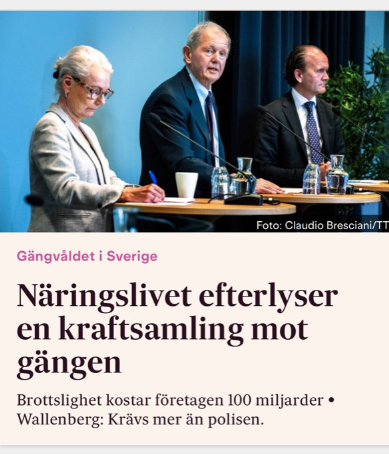 Foto: Claudio Bresciani/TT
Gängvåldet i Sverige
Näringslivet efterlyser
en kraftsamling mot
gängen
Brottslighet kostar företagen 100 miljarder •
Wallenberg: Krävs mer än polisen.